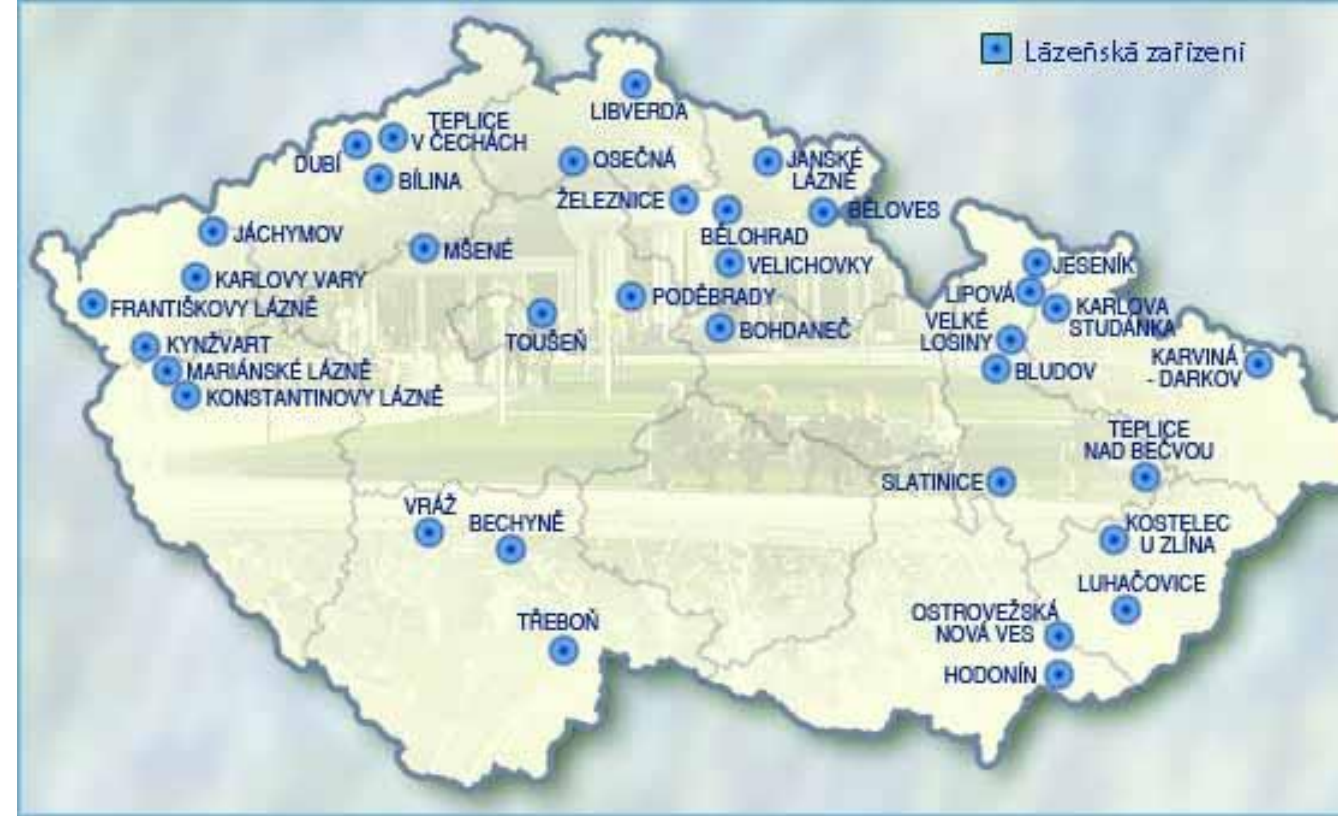 Lázeňská zařízení
LIBVERDA
TEPLICE
V ČECHÁCH
DUBÍ
BÍLINA
OSEČNÁ
JANSKÉ
LÁZNĚ
ŽELEZNICE
BĚLOHRAD
BĚLOVES
JÁCHYMOV
MŠENÉ
VELICHOVKY
JESENÍK
KARLOVY VARY
FRANTIŠKOVY LÁZNĚ
PODĚBRADY
LIPOVÁ
KARLOVA
STUDÁNKA
TOUŠEŇ
BOHDANEČ
VELKÉ
LOSINY
KYNŽVART
MARIÁNSKÉ LÁZNĚ
KONSTANTINOVY LÁZNĚ
BLUDOV
KARVINÁ
- DARKOV
TEPLICE
NAD BEČVOU
SLATINICE
VRÁŽ
BECHYNĚ
KOSTELEC
U ZLÍNA
LUHAČOVICE
TŘEBOŇ
OSTROVEŽSKÁ
NOVÁ VES
HODONÍN